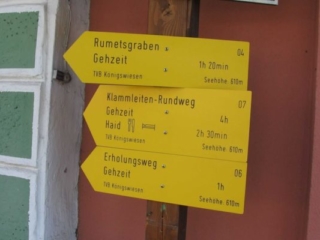 Rumetsgraben 04
Gehzeit 1h 20min
TVB Königswiesen Seehöhe 610m
Klammleiten-Rundweg 07
Gehzeit 4h
Haid 2h 30min
TVB Königswiesen Seehöhe 610m
Erholungsweg 06
Gehzeit 1h
TVB Königswiesen Seehöhe 610m